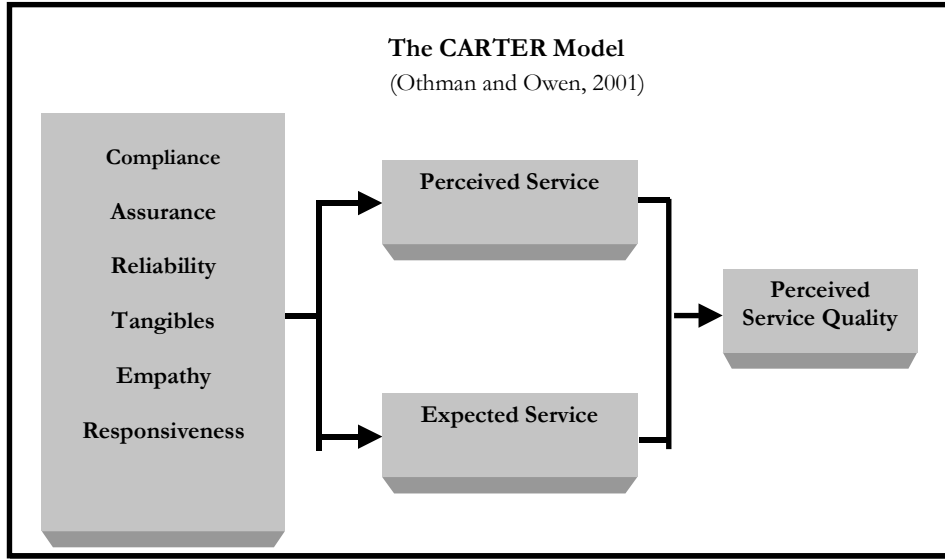 The CARTER Model
(Othman and Owen, 2001)
Compliance
Assurance
Reliability
Tangibles
Empathy
Responsiveness
Perceived Service
Expected Service
Perceived
Service Quality